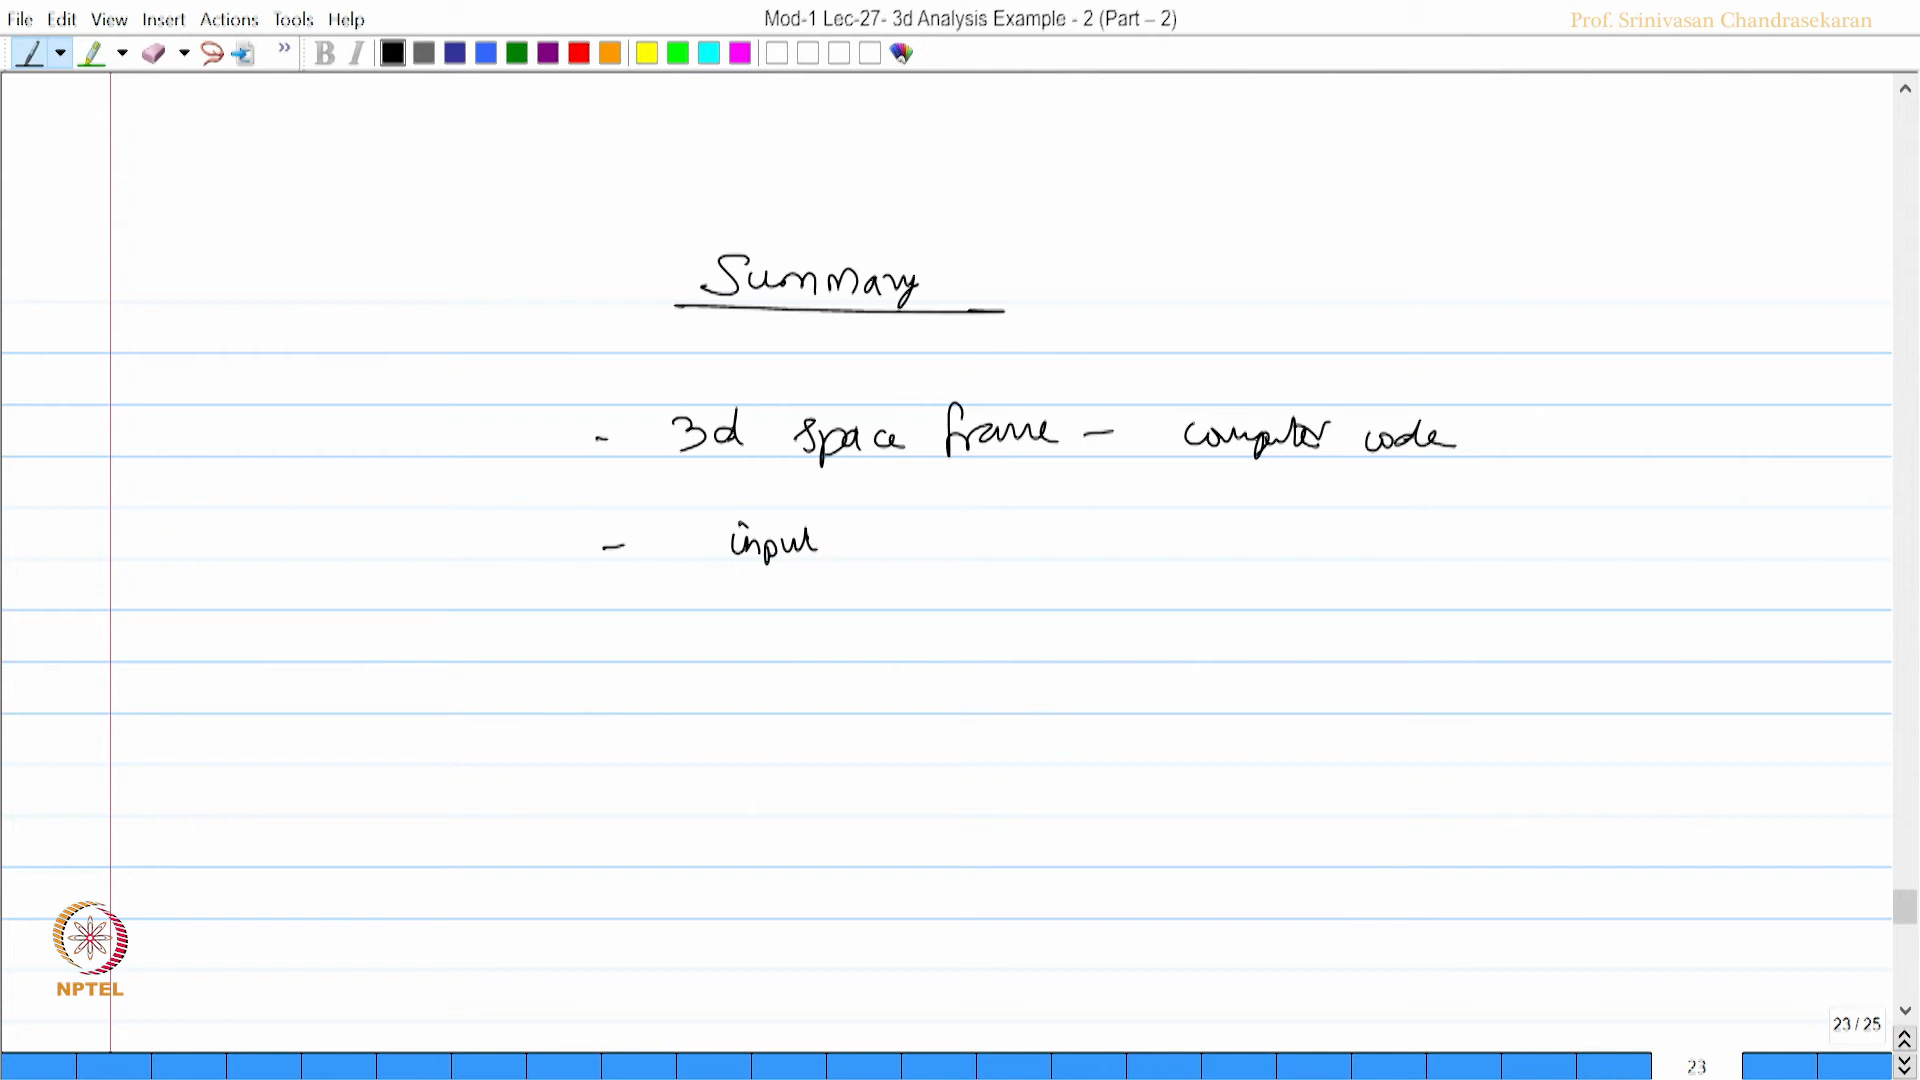 File Edit View Insert Actions Tools Help
Mod-1 Lec-27- 3d Analysis Example - 2 (Part – 2)
Prof. Srinivasan Chandrasekaran
B I
Summary
- 3d space frame - computer code
- input
NPTEL
23 / 25
23